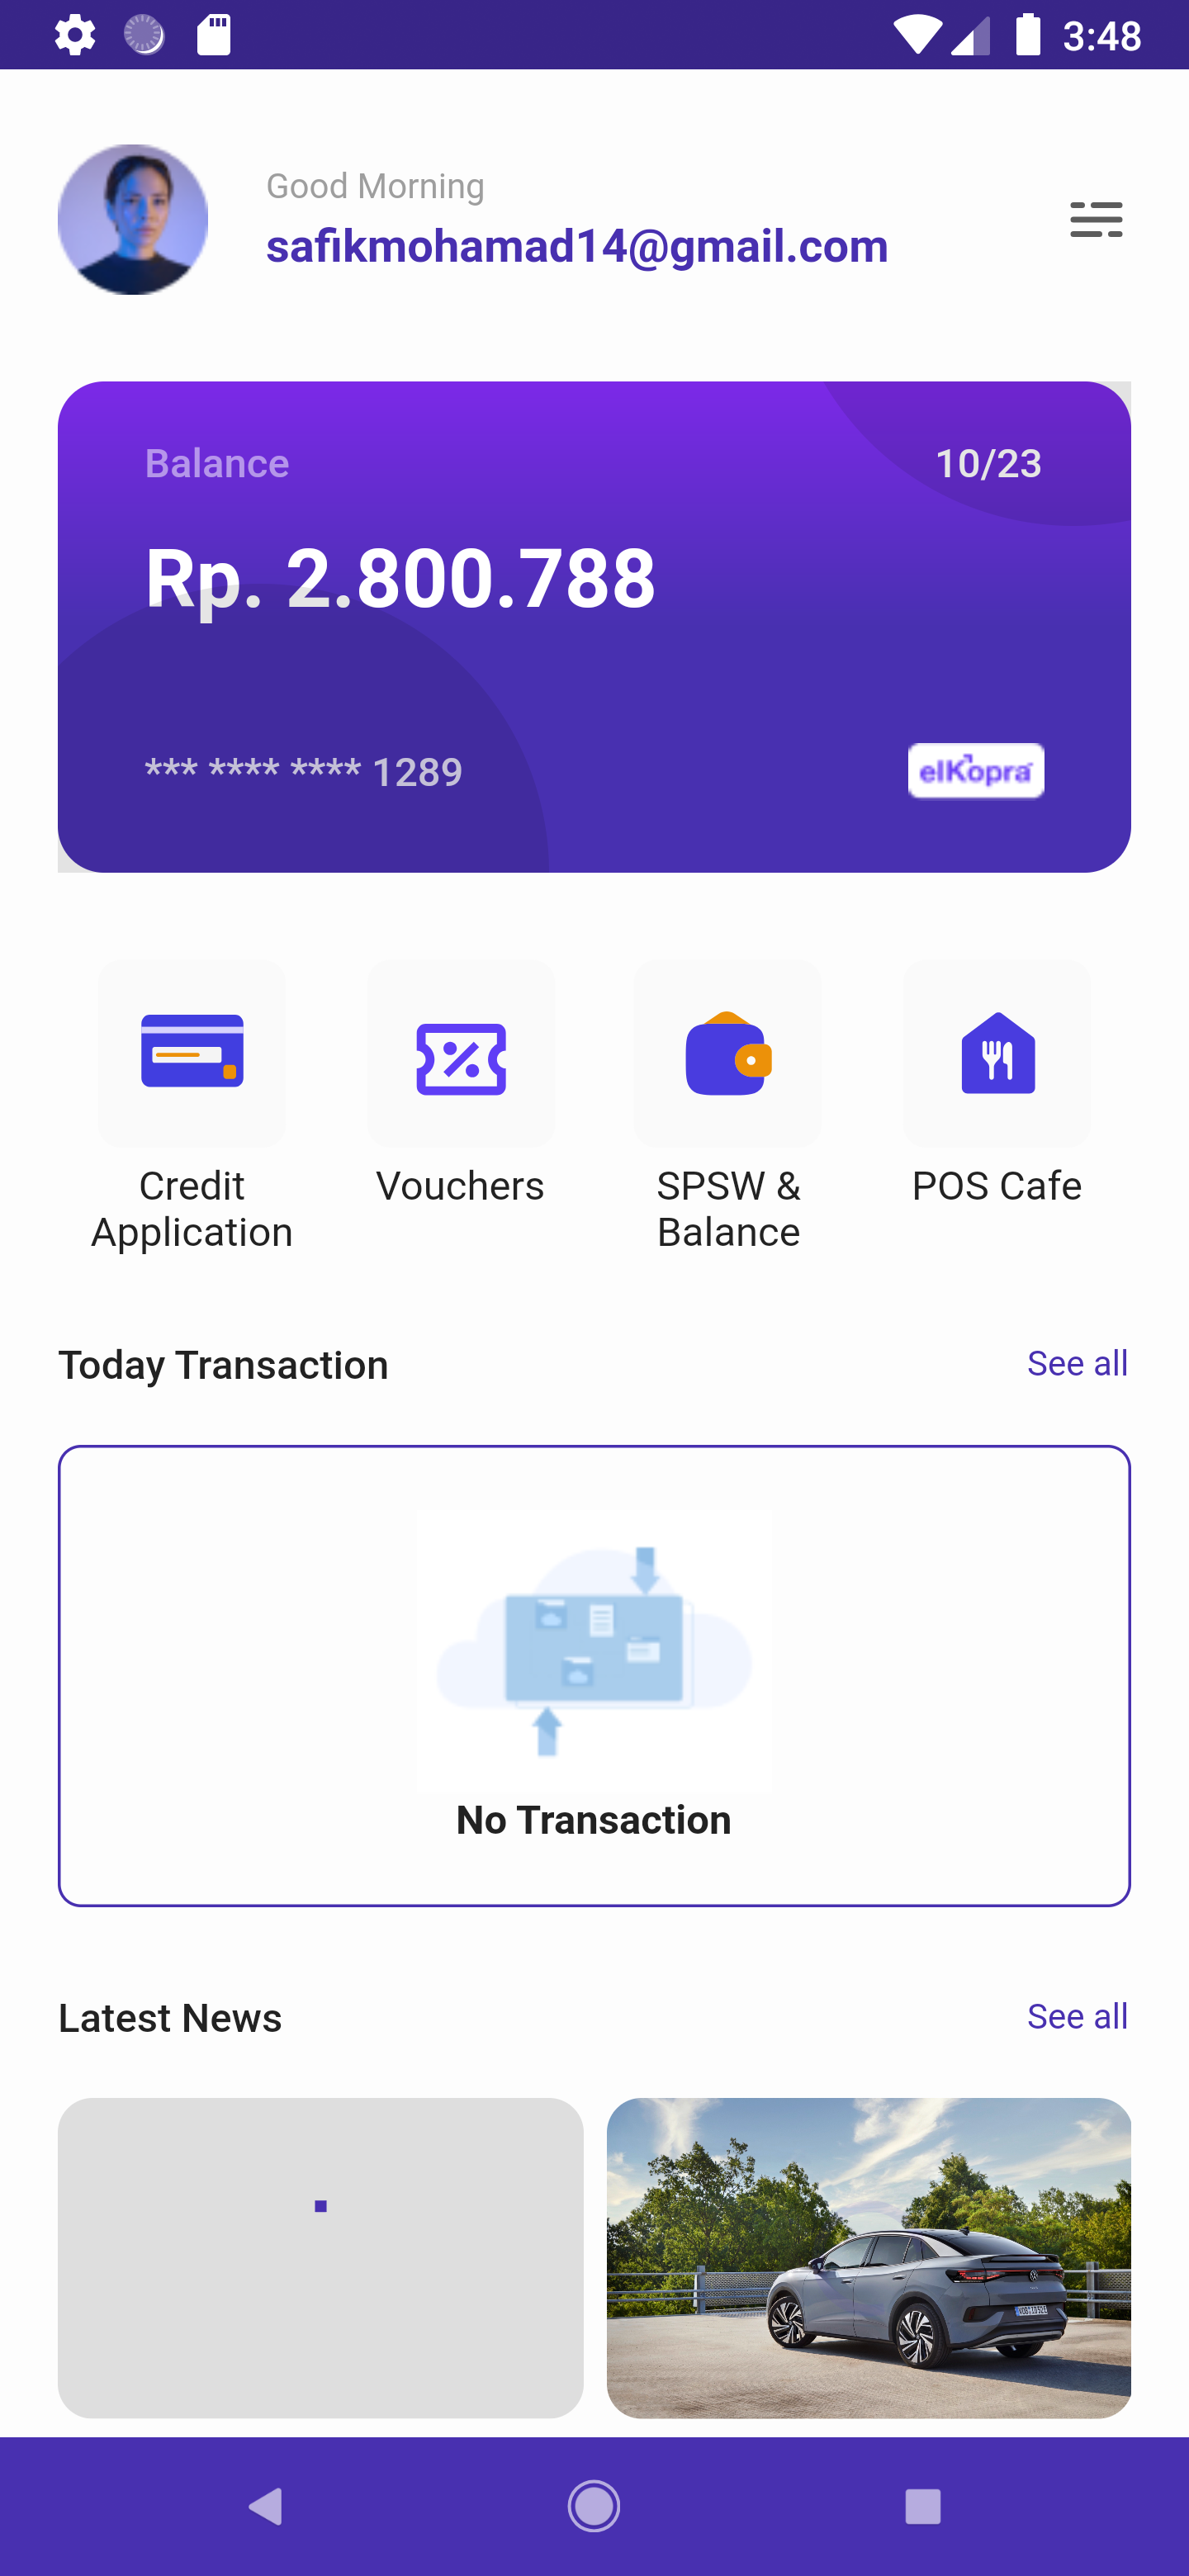 3:48
Good Morning
safikmohamad14@gmail.com
Balance
10/23
Rp. 2.800.788
*** **** **** 1289
elKopra
Credit
Application
Vouchers
SPSW &
Balance
POS Cafe
Today Transaction
See all
No Transaction
Latest News
See all